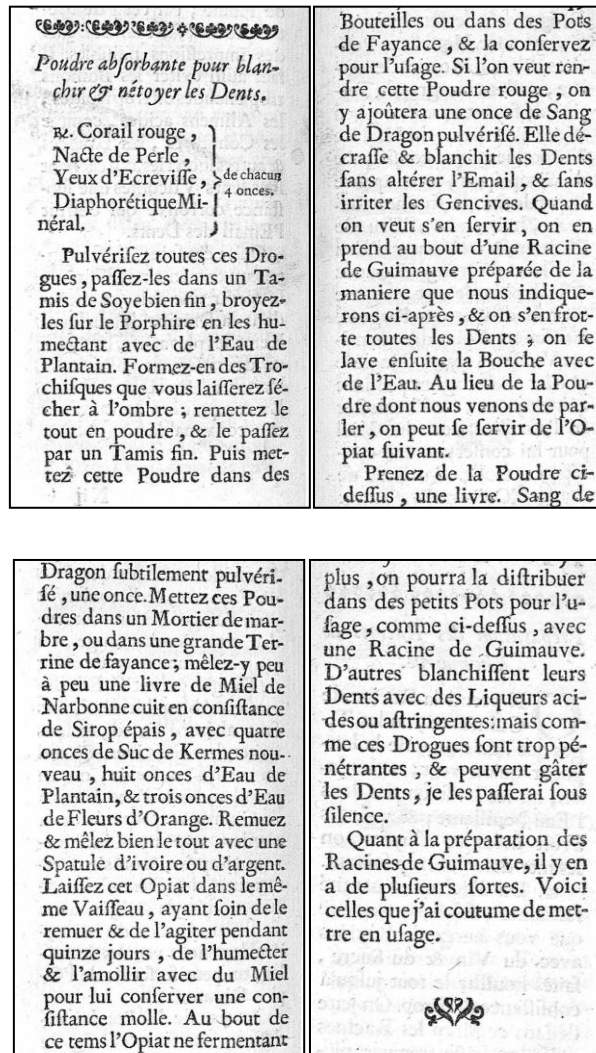 Poudre abſorbante pour blan-
chir & nétoyer les Dents.
℞. Corail rouge,
Nacte de Perle,
Yeux d'Ecreviſſe,
de chacun
4 onces.
DiaphorétiqueMi-
néral.
Pulvériſez toutes ces Dro-
gues, paſſez-les dans un Ta-
mis de Soye bien fin, broyez-
les ſur le Porphire en les hu-
mectant avec de l'Eau de
Plantain. Formez-en des Tro-
chiſques que vous laiſſerez ſé-
cher à l'ombre; remettez le
tout en poudre, & le paſſez
par un Tamis fin. Puis met-
tez cette Poudre dans des
Bouteilles ou dans des Pots
de Fayance, & la conſervez
pour l'uſage. Si l'on veut ren-
dre cette Poudre rouge, on
y ajoûtera une once de Sang
de Dragon pulvériſé. Elle dé-
craſſe & blanchit les Dents
ſans altérer l'Email, & ſans
irriter les Gencives. Quand
on veut s'en ſervir, on en
prend au bout d'une Racine
de Guimauve préparée de la
maniere que nous indique-
rons ci-après, & on s'en frot-
te toutes les Dents; on ſe
lave enſuite la Bouche avec
de l'Eau. Au lieu de la Pou-
dre dont nous venons de par-
ler, on peut ſe ſervir de l'O-
piat ſuivant.
Prenez de la Poudre ci-
deſſus, une livre. Sang de
Dragon ſubtilement pulvéri-
ſé, une once. Mettez ces Pou-
dres dans un Mortier de mar-
bre, ou dans une grande Ter-
rine de fayance; mêlez-y peu
à peu une livre de Miel de
Narbonne cuit en conſiſtance
de Sirop épais, avec quatre
onces de Suc de Kermes nou-
veau, huit onces d'Eau de
Plantain, & trois onces d'Eau
de Fleurs d'Orange. Remuez
& mêlez bien le tout avec une
Spatule d'ivoire ou d'argent.
Laiſſez cet Opiat dans le mê-
me Vaiſſeau, ayant ſoin de le
remuer & de l'agiter pendant
quinze jours, de l'humecter
& l'amollir avec du Miel
pour lui conſerver une con-
ſiſtance molle. Au bout de
ce tems l'Opiat ne fermentant
plus, on pourra la diſtribuer
dans des petits Pots pour l'u-
ſage, comme ci-deſſus, avec
une Racine de Guimauve.
D'autres blanchiſſent leurs
Dents avec des Liqueurs aci-
des ou aſtringentes: mais com-
me ces Drogues ſont trop pé-
nétrantes, & peuvent gâter
les Dents, je les paſſerai ſous
ſilence.
Quant à la préparation des
Racines de Guimauve, il y en
a de pluſieurs ſortes. Voici
celles que j'ai coutume de met-
tre en uſage.